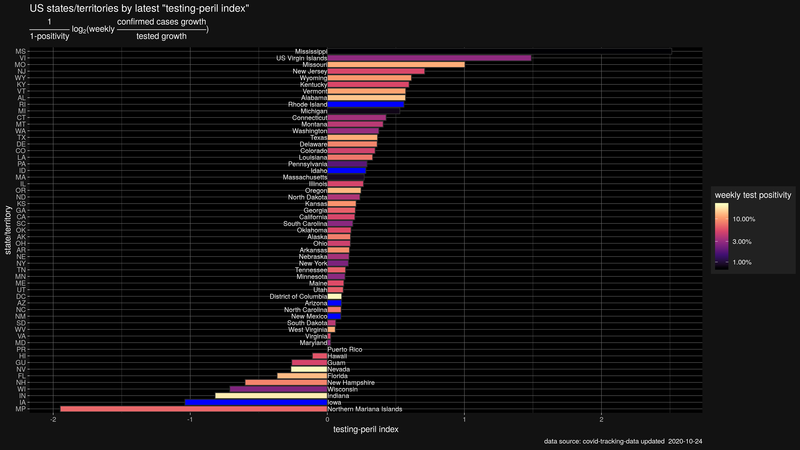 US states/territories by latest "testing-peril index"
1 confirmed cases growth
log2(weekly )
1-positivity tested growth
MS Mississippi
VI US Virgin Islands
MO Missouri
NJ New Jersey
WY Wyoming
KY Kentucky
VT Vermont
AL Alabama
RI Rhode Island
MI Michigan
CT Connecticut
MT Montana
WA Washington
TX Texas
DE Delaware
CO Colorado
LA Louisiana
PA Pennsylvania
ID Idaho
MA Massachusetts
IL Illinois
OR Oregon
ND North Dakota
KS Kansas
GA Georgia
CA California
SC South Carolina
OK Oklahoma
AK Alaska
OH Ohio
AR Arkansas
NE Nebraska
NY New York
TN Tennessee
MN Minnesota
ME Maine
UT Utah
DC District of Columbia
AZ Arizona
NC North Carolina
NM New Mexico
SD South Dakota
WV West Virginia
VA Virginia
MD Maryland
PR Puerto Rico
HI Hawaii
GU Guam
NV Nevada
FL Florida
NH New Hampshire
WI Wisconsin
IN Indiana
IA Iowa
MP Northern Mariana Islands
-2 -1 0 1 2
testing-peril index
state/territory
weekly test positivity
10.00%
3.00%
1.00%
data source: covid-tracking-data updated 2020-10-24